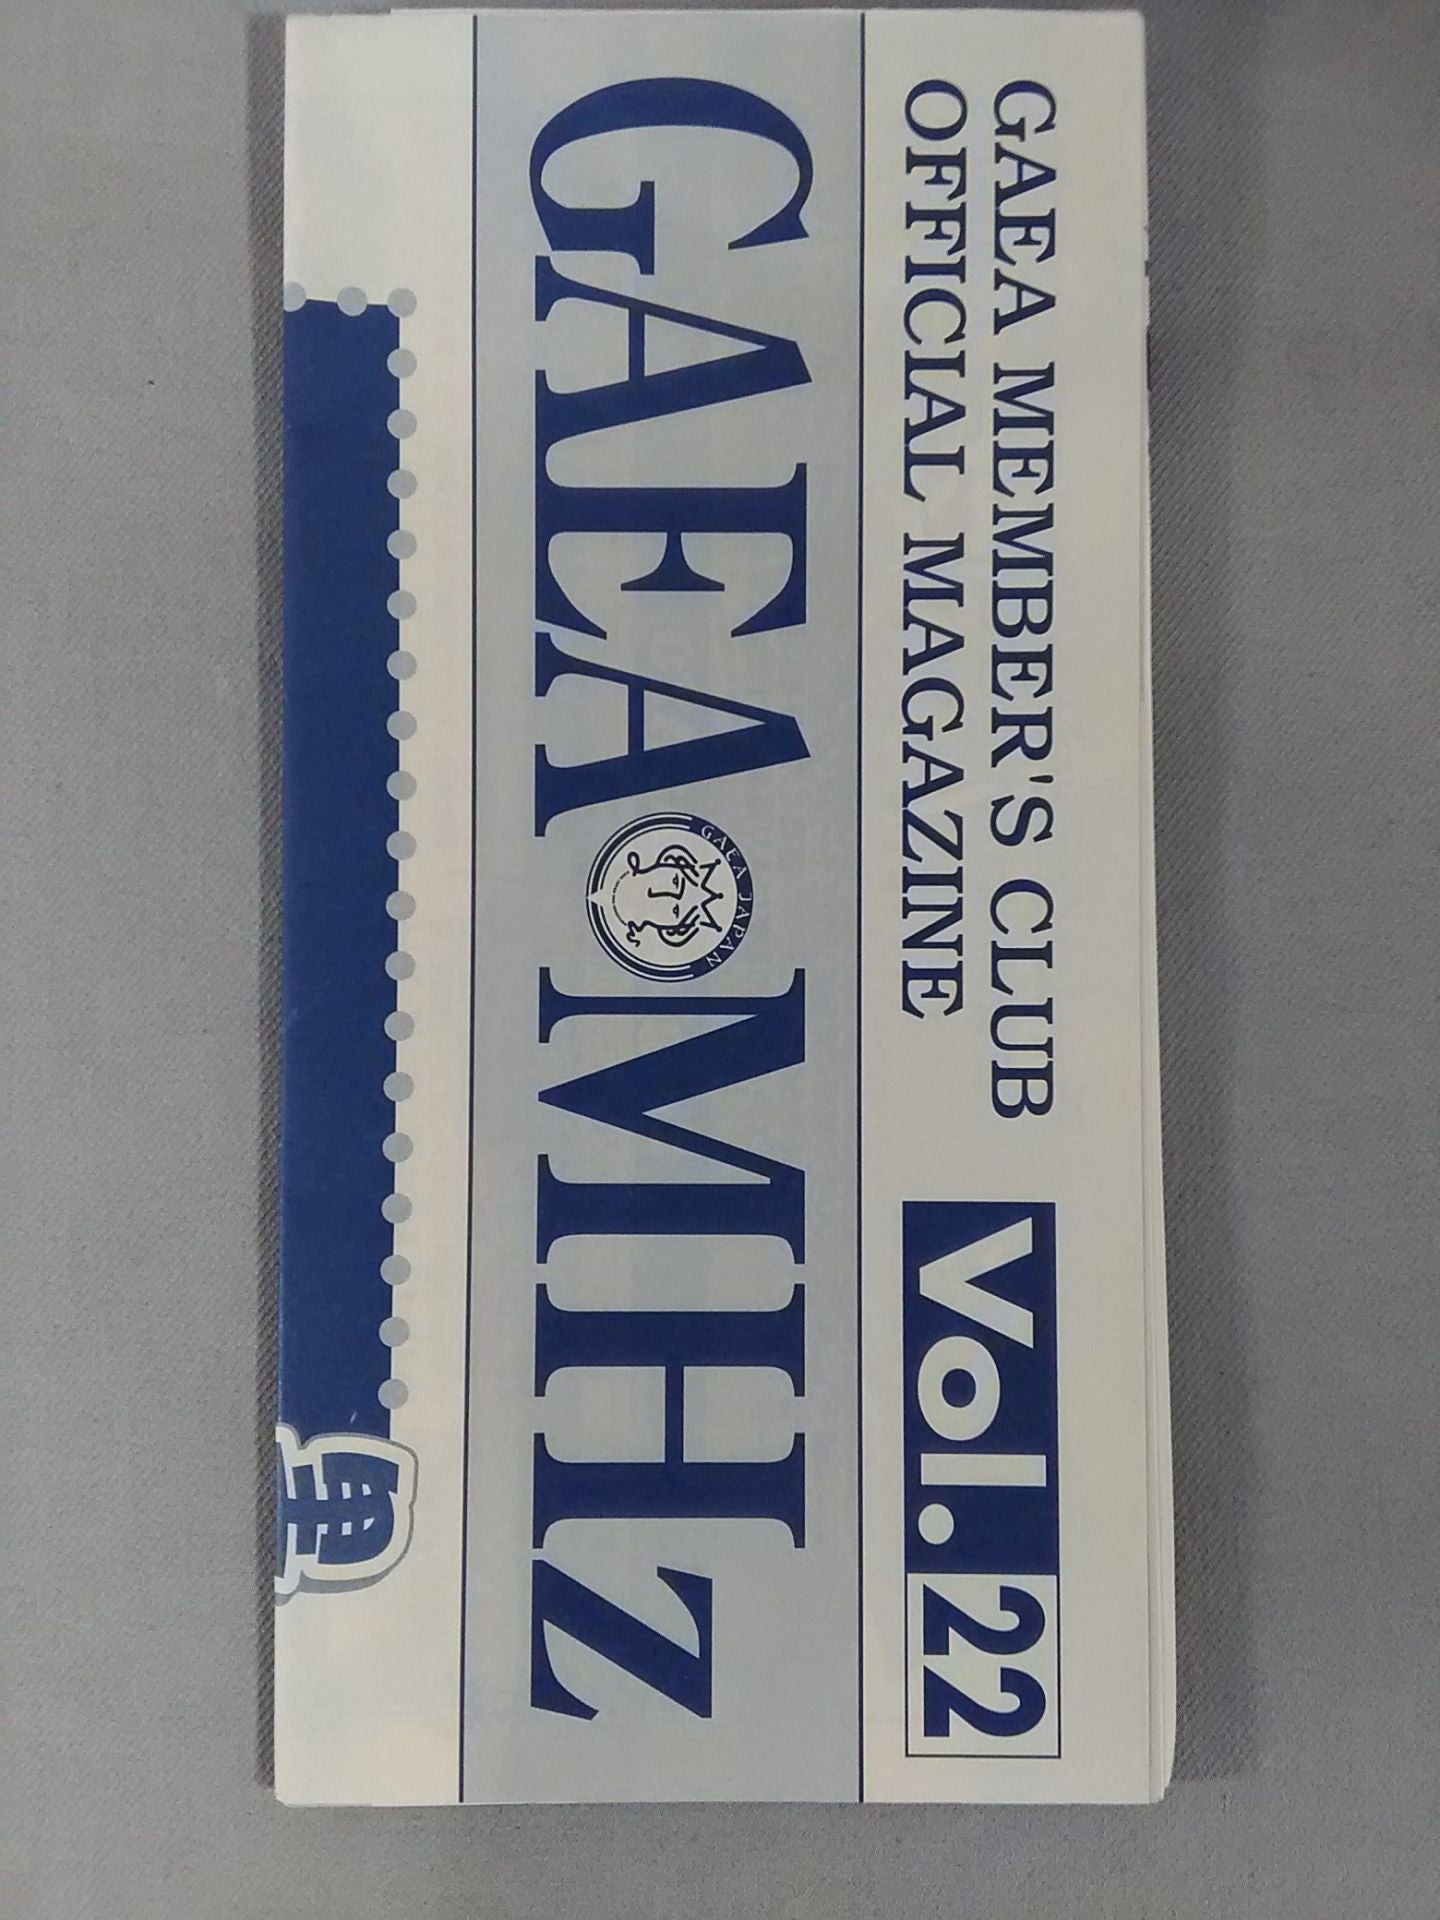 GAEA MEMBER'S CLUB
OFFICIAL MAGAZINE
Vol. 22
GAEA MHz
GAEA JAPAN